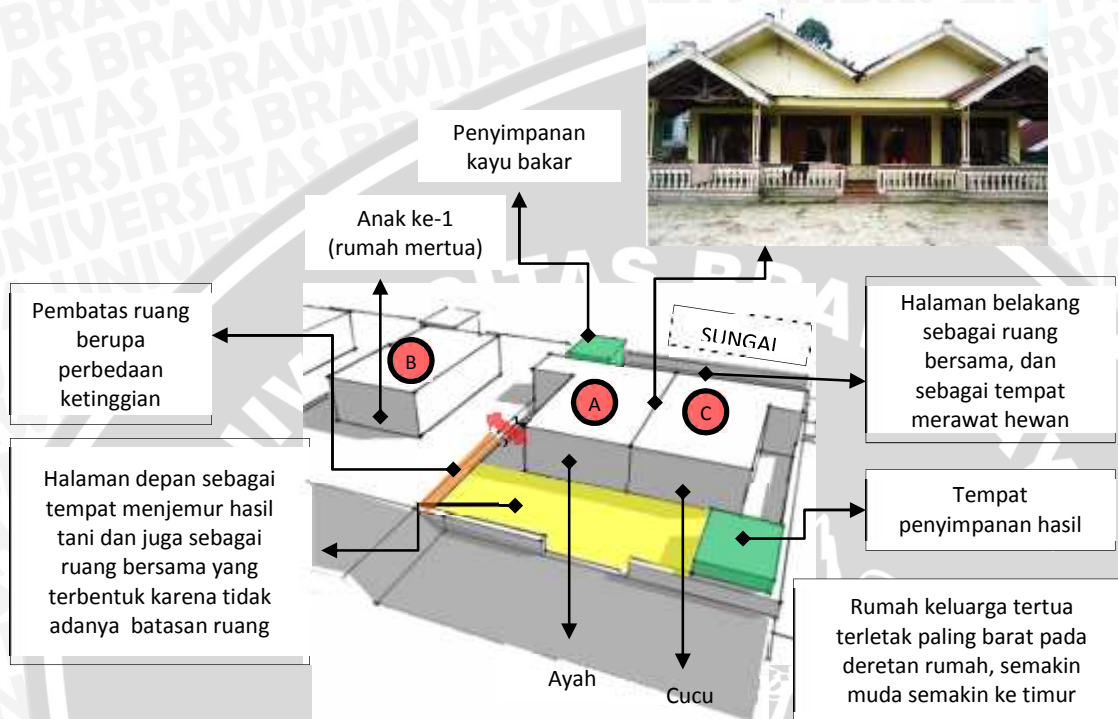 Penyimpanan
kayu bakar
Anak ke-1
(rumah mertua)
Pembatas ruang
berupa
perbedaan
ketinggian
Halaman belakang
sebagai ruang
bersama, dan
sebagai tempat
merawat hewan
SUNGAI
B
A
C
Halaman depan sebagai
tempat menjemur hasil
tani dan juga sebagai
ruang bersama yang
terbentuk karena tidak
adanya batasan ruang
Tempat
penyimpanan hasil
Rumah keluarga tertua
terletak paling barat pada
deretan rumah, semakin
muda semakin ke timur
Ayah
Cucu